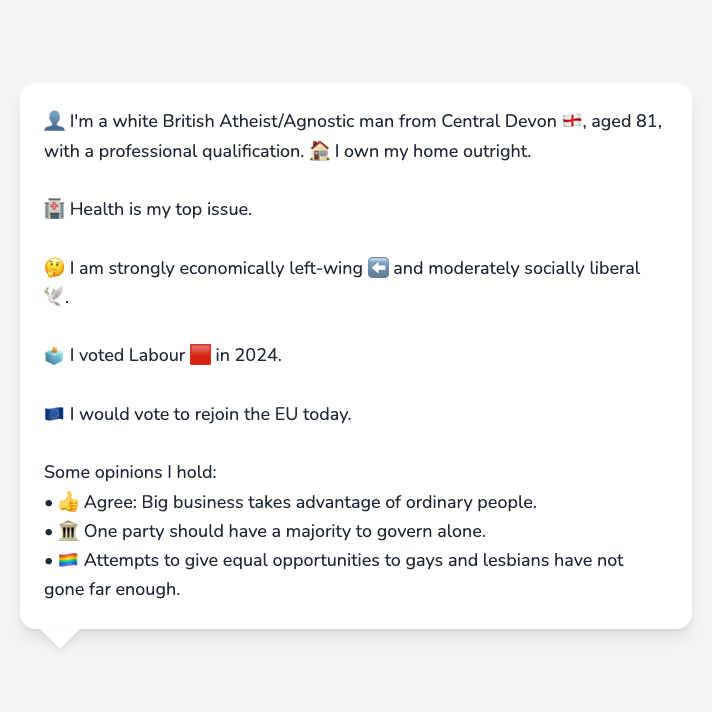 👤 I'm a white British Atheist/Agnostic man from Central Devon 🏴󠁧󠁢󠁥󠁮󠁧󠁿, aged 81,
with a professional qualification. 🏠 I own my home outright.
🏥 Health is my top issue.
🤔 I am strongly economically left-wing ⬅️ and moderately socially liberal
🕊️.
🗳️ I voted Labour 🟥 in 2024.
🇪🇺 I would vote to rejoin the EU today.
Some opinions I hold:
• 👍 Agree: Big business takes advantage of ordinary people.
• 🏛️ One party should have a majority to govern alone.
• 🏳️‍🌈 Attempts to give equal opportunities to gays and lesbians have not
gone far enough.